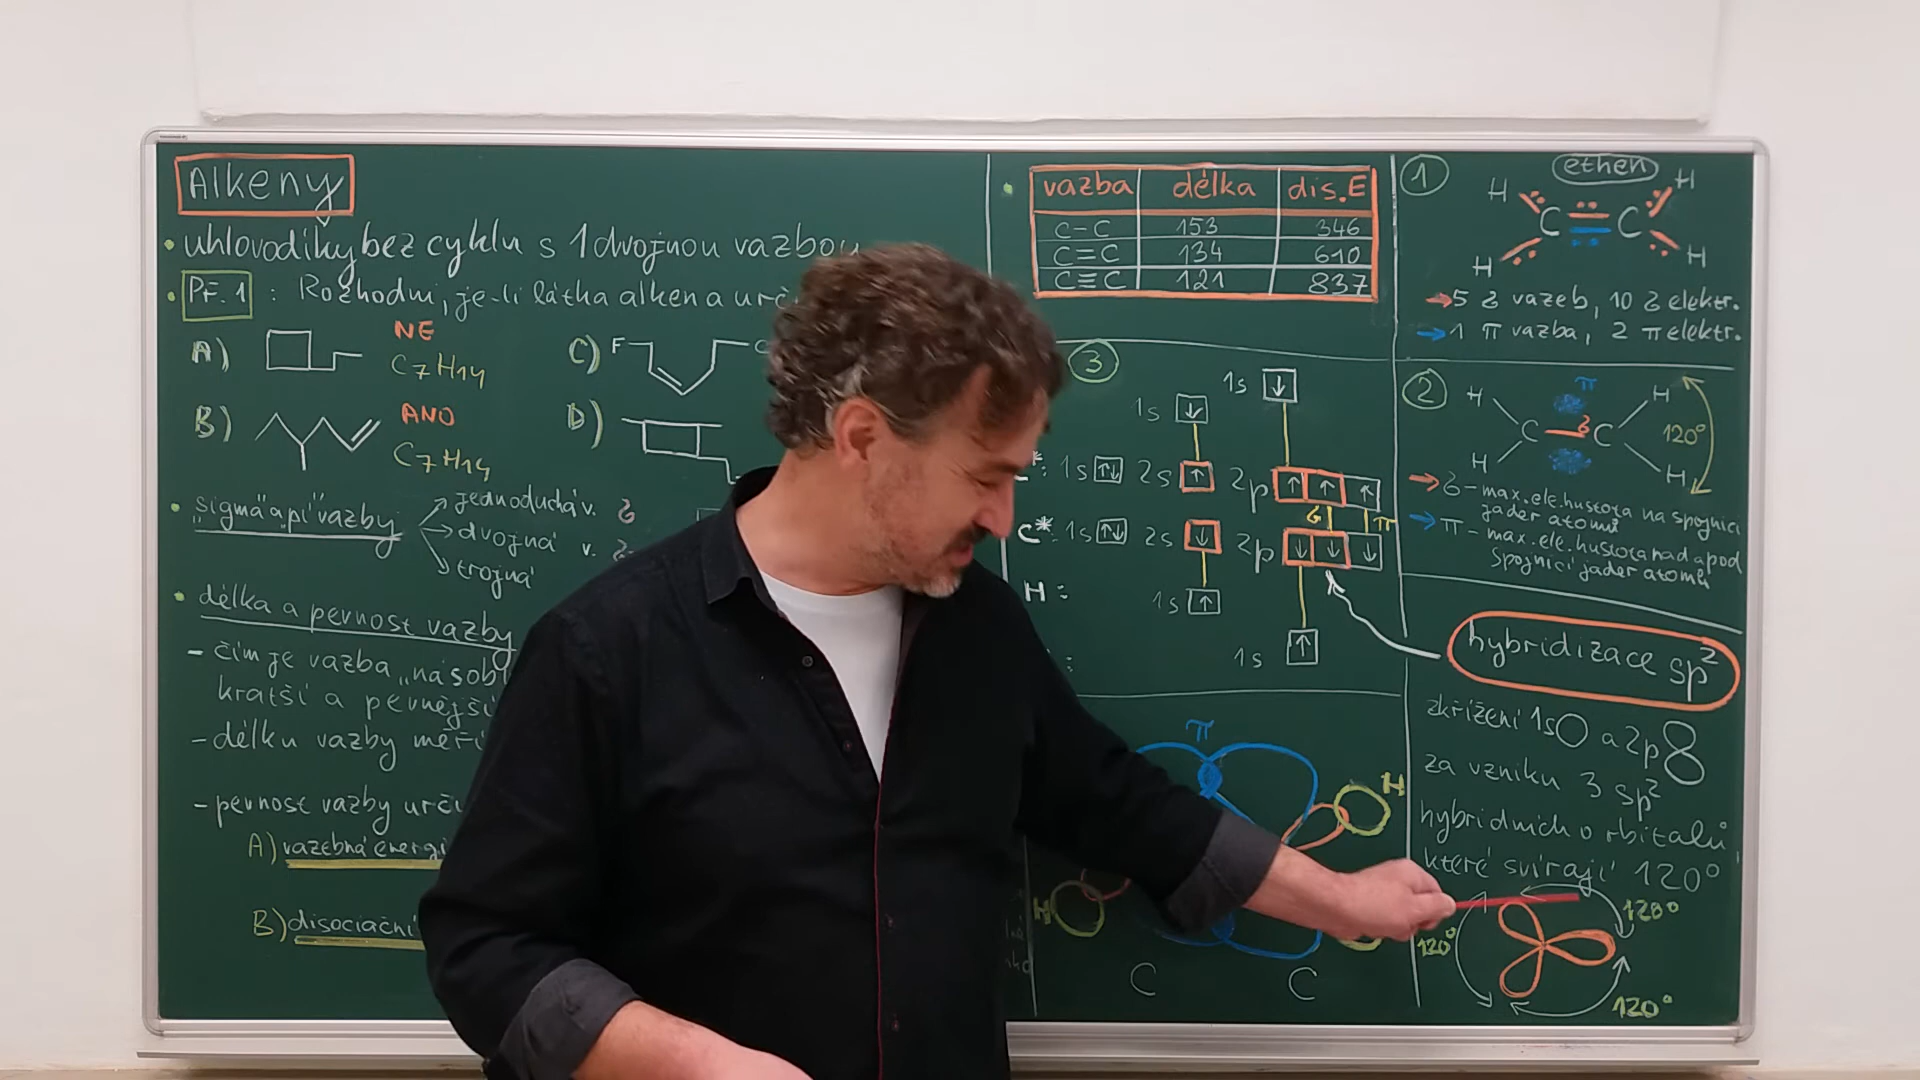 Alkeny
• uhlovodíky bez cyklu s 1 dvojnou vazbou
• Př. 1 : Rozhodni, je-li látka alken a urč
A) NE
C7H14
B) ANO
C7H14
C) F
D)
• „sigma" a „pí" vazby
jednoduchá v. δ
dvojná v.
trojná
• délka a pevnost vazby
- čím je vazba „násob
kratší a pevnější
- délku vazby měří
- pevnost vazby urču
A) vazebná energi
B) disociační
• vazba délka dis.E
C-C 153 346
C=C 134 610
C≡C 121 837
3
1s ↓
1s ↓
*: 1s ↑↓ 2s ↑ 2p ↑ ↑ ↑
δ π
C*: 1s ↑↓ 2s ↓ 2p ↓ ↓ ↓
H:
1s ↑
1s ↑
π
H
H
C C
1 ethen
H H
C C
H H
→ 5 δ vazeb, 10 δ elektr.
→ 1 π vazba, 2 π elektr.
2 π
H H
C δ C 120°
H H
→ δ - max. ele. hustota na spojnici
jader atomů
→ π - max. ele. hustota nad a pod
spojnicí jader atomů
hybridizace sp²
zkřížení 1s a 2p
za vzniku 3 sp²
hybridních orbitalů
které svírají 120°
120°
120°
120°